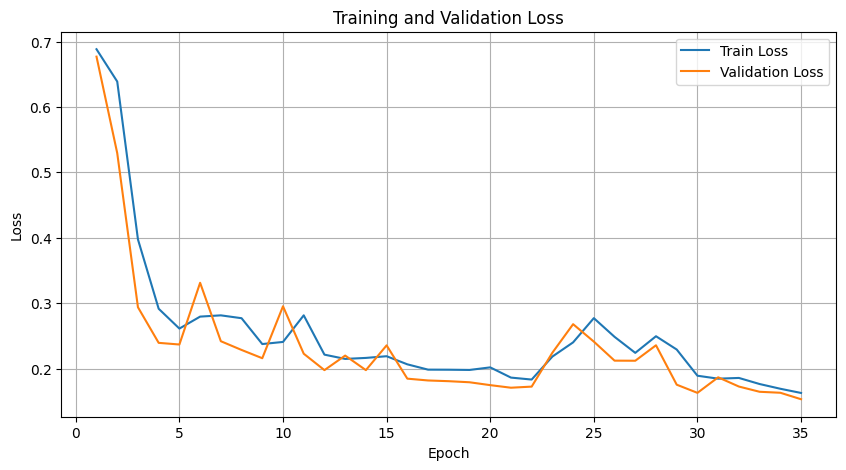 Training and Validation Loss
Train Loss
Validation Loss
0.7
0.6
0.5
0.4
0.3
0.2
Loss
0 5 10 15 20 25 30 35
Epoch